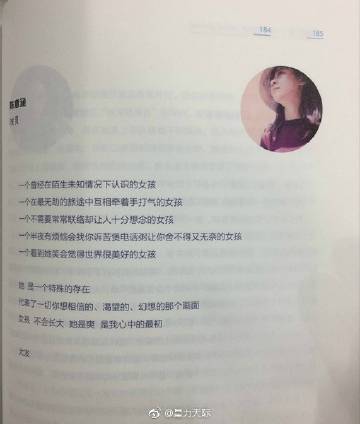 184
185
陈意涵
演员
一个曾经在陌生未知情况下认识的女孩
一个在最无助的旅途中互相牵着手打气的女孩
一个不需要常常联络却让人十分想念的女孩
一个半夜有烦恼会找你诉苦煲电话粥让你舍不得又无奈的女孩
一个看到她笑会觉得世界很美好的女孩
她 是一个特殊的存在
代表了一切你想相信的、渴望的、幻想的那个画面
女孩 不会长大 她是爽 是我心中的最初
@星力天际